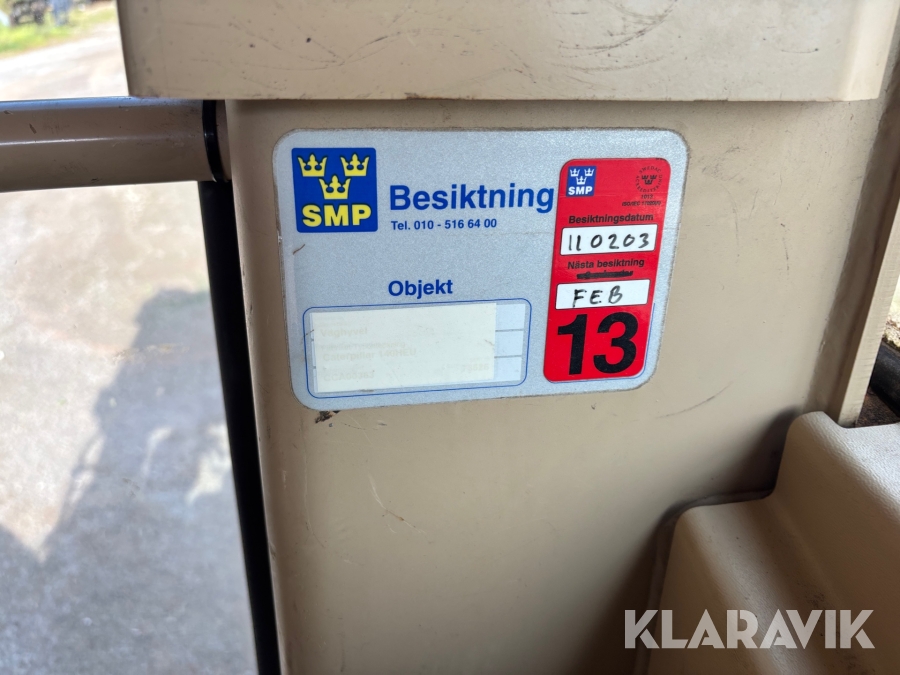 SMP
Besiktning
Tel. 010 - 516 64 00
Objekt
SMP
Besiktningsdatum
110203
Nästa besiktning
FEB
13
KLARAVIK